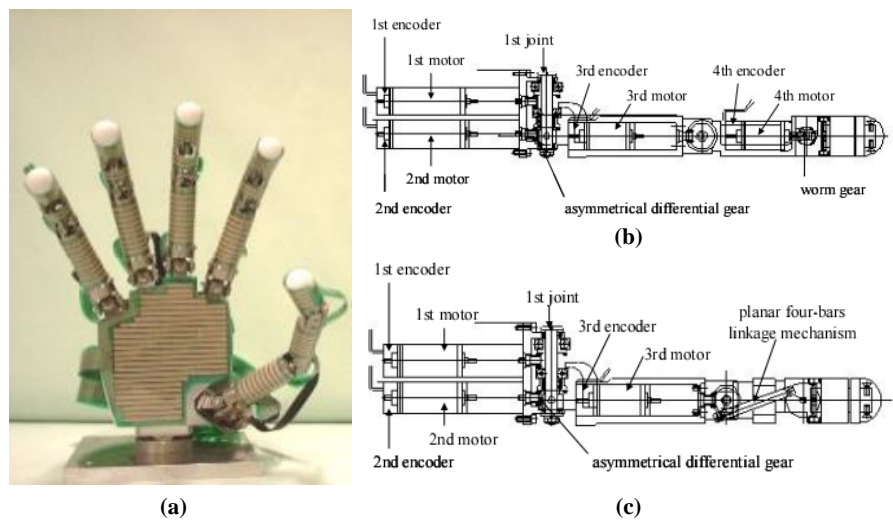 1st encoder
1st motor
1st joint
3rd encoder
3rd motor
4th encoder
4th motor
2nd motor
2nd encoder
asymmetrical differential gear
worm gear
(b)
1st encoder
1st motor
1st joint
3rd encoder
3rd motor
planar four-bars
linkage mechanism
2nd motor
2nd encoder
asymmetrical differential gear
(a)
(c)